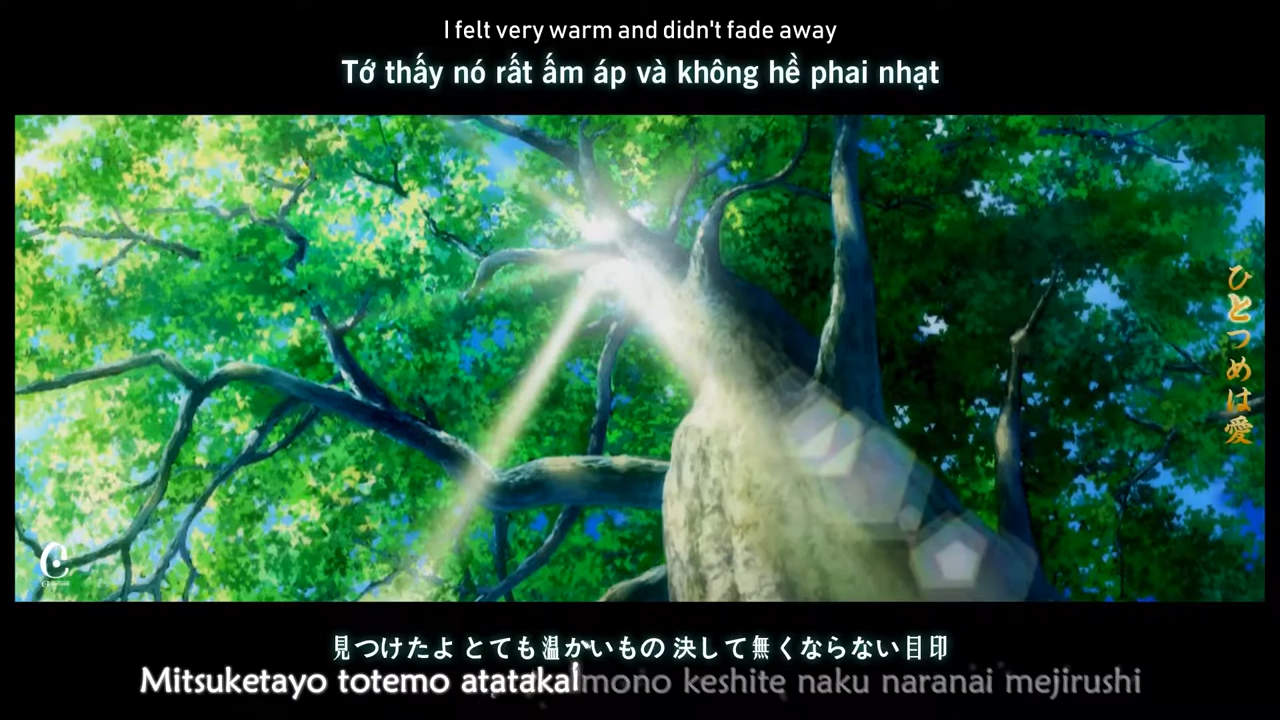 I felt very warm and didn't fade away
Tớ thấy nó rất ấm áp và không hề phai nhạt
ひとつめは愛
見つけたよ とても温かいもの 決して無くならない目印
Mitsuketayo totemo atatakai mono keshite naku naranai mejirushi